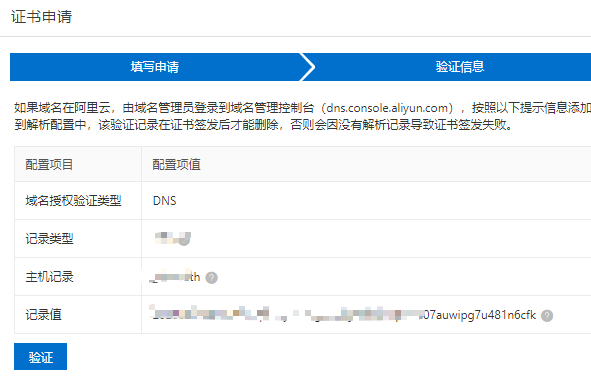 证书申请
填写申请
验证信息
如果域名在阿里云，由域名管理员登录到域名管理控制台（dns.console.aliyun.com），按照以下提示信息添加
到解析配置中，该验证记录在证书签发后才能删除，否则会因没有解析记录导致证书签发失败。
配置项目 配置项值
域名授权验证类型 DNS
记录类型
主机记录 th
记录值 07auwipg7u481n6cfk
验证